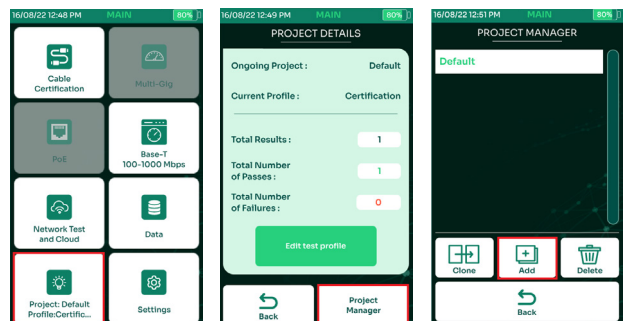 16/08/22 12:48 PM MAIN 80%
Cable
Certification
Multi-Gig
PoE
Base-T
100-1000 Mbps
Network Test
and Cloud
Data
Project: Default
Profile:Certific...
Settings
16/08/22 12:49 PM MAIN 80%
PROJECT DETAILS
Ongoing Project : Default
Current Profile : Certification
Total Results : 1
Total Number
of Passes : 1
Total Number
of Failures : 0
Edit test profile
Back
Project
Manager
16/08/22 12:51 PM MAIN 80%
PROJECT MANAGER
Default
Clone
Add
Delete
Back